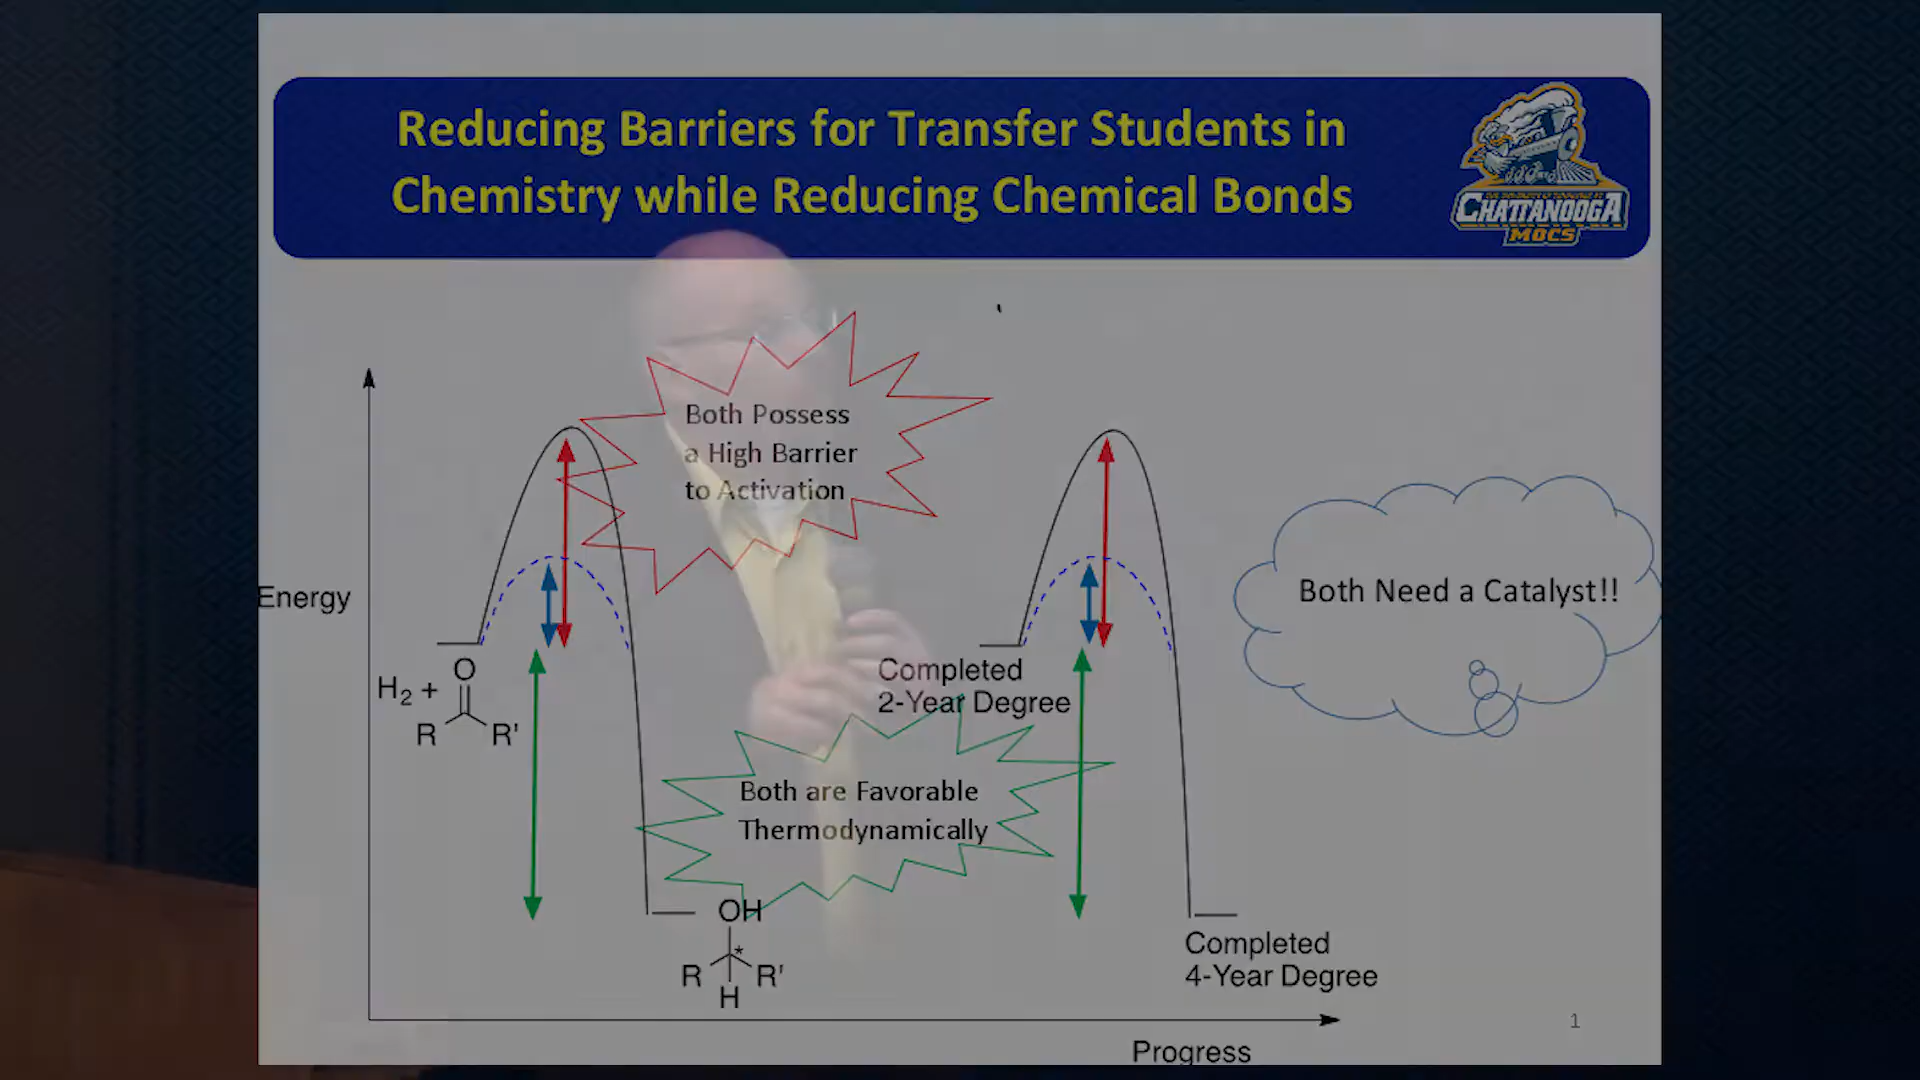 Reducing Barriers for Transfer Students in
Chemistry while Reducing Chemical Bonds
CHATTANOOGA
MOCS
Both Possess
a High Barrier
to Activation
Energy
Both Need a Catalyst!!
H2 +
O
R
R'
Completed
2-Year Degree
Both are Favorable
Thermodynamically
OH
*
R
R'
H
Completed
4-Year Degree
1
Progress